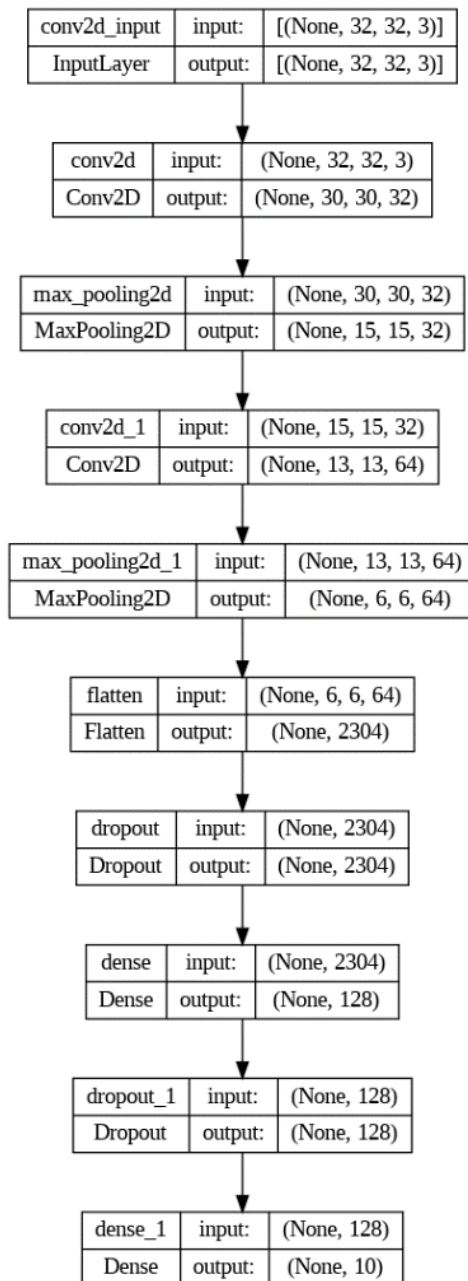 conv2d_input input: [(None, 32, 32, 3)]
InputLayer output: [(None, 32, 32, 3)]
conv2d input: (None, 32, 32, 3)
Conv2D output: (None, 30, 30, 32)
max_pooling2d input: (None, 30, 30, 32)
MaxPooling2D output: (None, 15, 15, 32)
conv2d_1 input: (None, 15, 15, 32)
Conv2D output: (None, 13, 13, 64)
max_pooling2d_1 input: (None, 13, 13, 64)
MaxPooling2D output: (None, 6, 6, 64)
flatten input: (None, 6, 6, 64)
Flatten output: (None, 2304)
dropout input: (None, 2304)
Dropout output: (None, 2304)
dense input: (None, 2304)
Dense output: (None, 128)
dropout_1 input: (None, 128)
Dropout output: (None, 128)
dense_1 input: (None, 128)
Dense output: (None, 10)